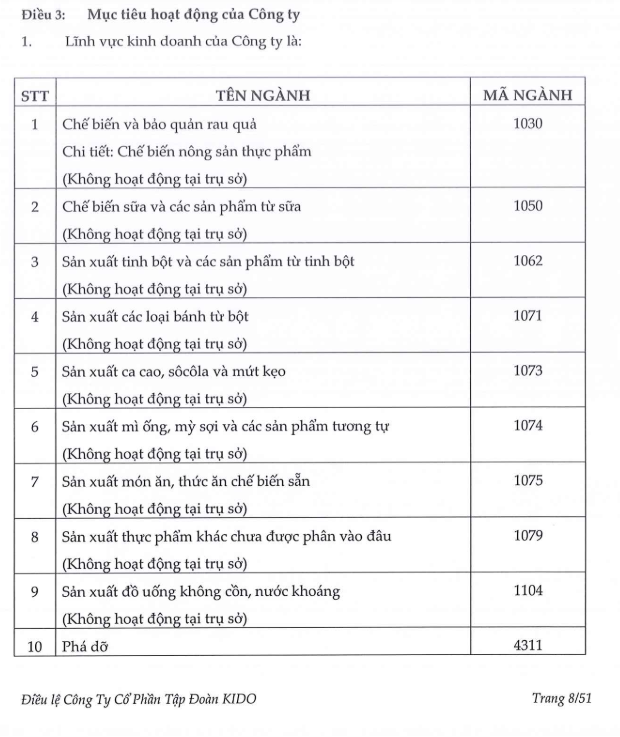 Điều 3: Mục tiêu hoạt động của Công ty
1. Lĩnh vực kinh doanh của Công ty là:
STT TÊN NGÀNH MÃ NGÀNH
1 Chế biến và bảo quản rau quả 1030
Chi tiết: Chế biến nông sản thực phẩm
(Không hoạt động tại trụ sở)
2 Chế biến sữa và các sản phẩm từ sữa 1050
(Không hoạt động tại trụ sở)
3 Sản xuất tinh bột và các sản phẩm từ tinh bột 1062
(Không hoạt động tại trụ sở)
4 Sản xuất các loại bánh từ bột 1071
(Không hoạt động tại trụ sở)
5 Sản xuất ca cao, sôcôla và mứt kẹo 1073
(Không hoạt động tại trụ sở)
6 Sản xuất mì ống, mỳ sợi và các sản phẩm tương tự 1074
(Không hoạt động tại trụ sở)
7 Sản xuất món ăn, thức ăn chế biến sẵn 1075
(Không hoạt động tại trụ sở)
8 Sản xuất thực phẩm khác chưa được phân vào đâu 1079
(Không hoạt động tại trụ sở)
9 Sản xuất đồ uống không cồn, nước khoáng 1104
(Không hoạt động tại trụ sở)
10 Phá dỡ 4311
Điều lệ Công Ty Cổ Phần Tập Đoàn KIDO Trang 8/51